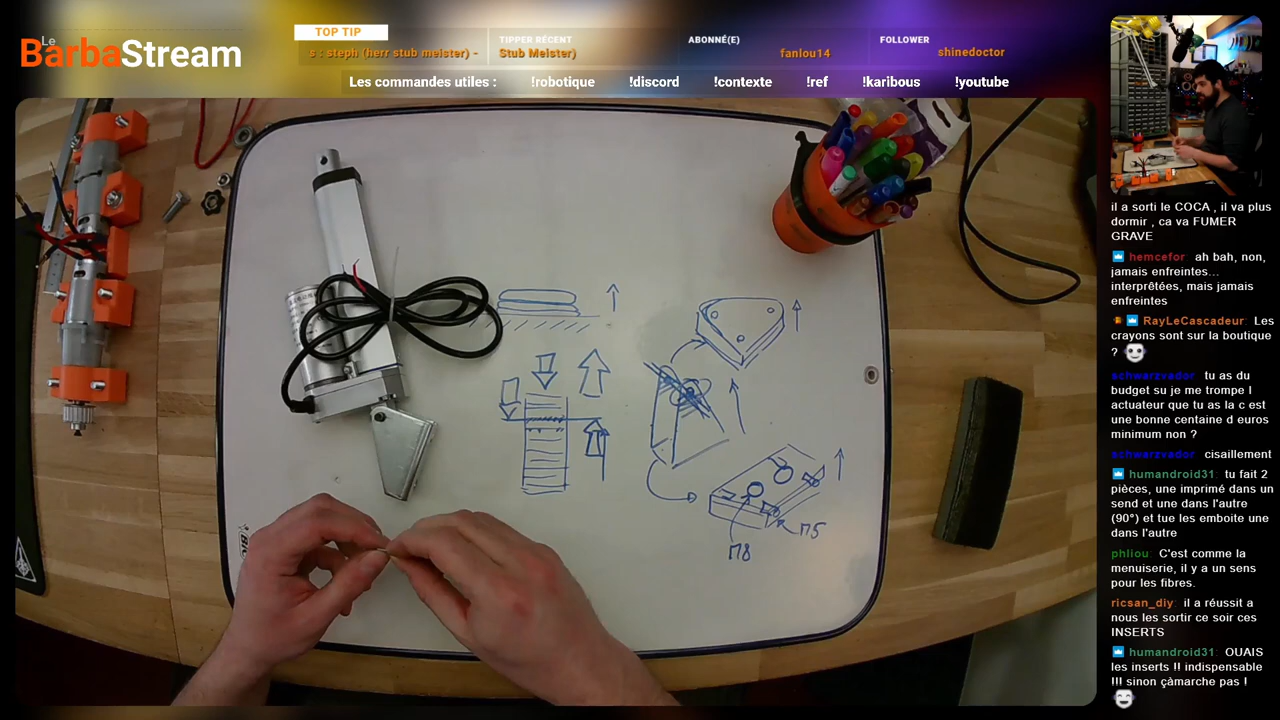 Le
BarbaStream
TOP TIP
s : steph (herr stub meister) -
TIPPER RÉCENT
Stub Meister)
ABONNÉ(E)
fanlou14
FOLLOWER
shinedoctor
Les commandes utiles :
!robotique
!discord
!contexte
!ref
!karibous
!youtube
M8
M5
il a sorti le COCA , il va plus
dormir , ca va FUMER
GRAVE
hemcefor: ah bah, non,
jamais enfreintes...
interprêtées, mais jamais
enfreintes
RayLeCascadeur: Les
crayons sont sur la boutique
?
schwarzvador: tu as du
budget su je me trompe l
actuateur que tu as la c est
une bonne centaine d euros
minimum non ?
schwarzvador: cisaillement
humandroid31: tu fait 2
pièces, une imprimé dans un
send et une dans l'autre
(90°) et tue les emboite une
dans l'autre
phliou: C'est comme la
menuiserie, il y a un sens
pour les fibres.
ricsan_diy: il a réussit a
nous les sortir ce soir ces
INSERTS
humandroid31: OUAIS
les inserts !! indispensable
!!! sinon çàmarche pas !